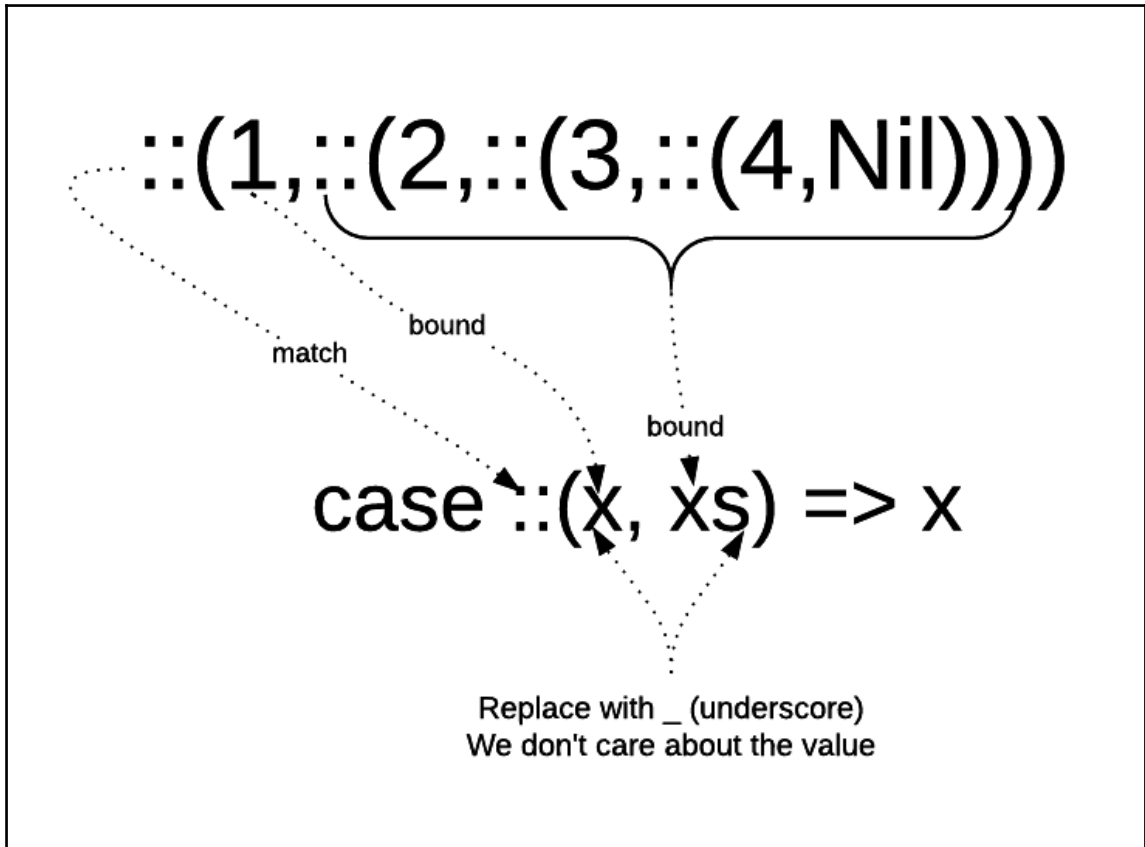 ::(1,::(2,::(3,::(4,Nil))))
bound
match
bound
case ::(x, xs) => x
Replace with _ (underscore)
We don't care about the value